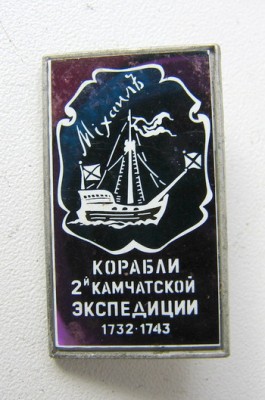 Михаилъ
КОРАБЛИ
2й КАМЧАТСКОЙ
ЭКСПЕДИЦИИ
1732·1743